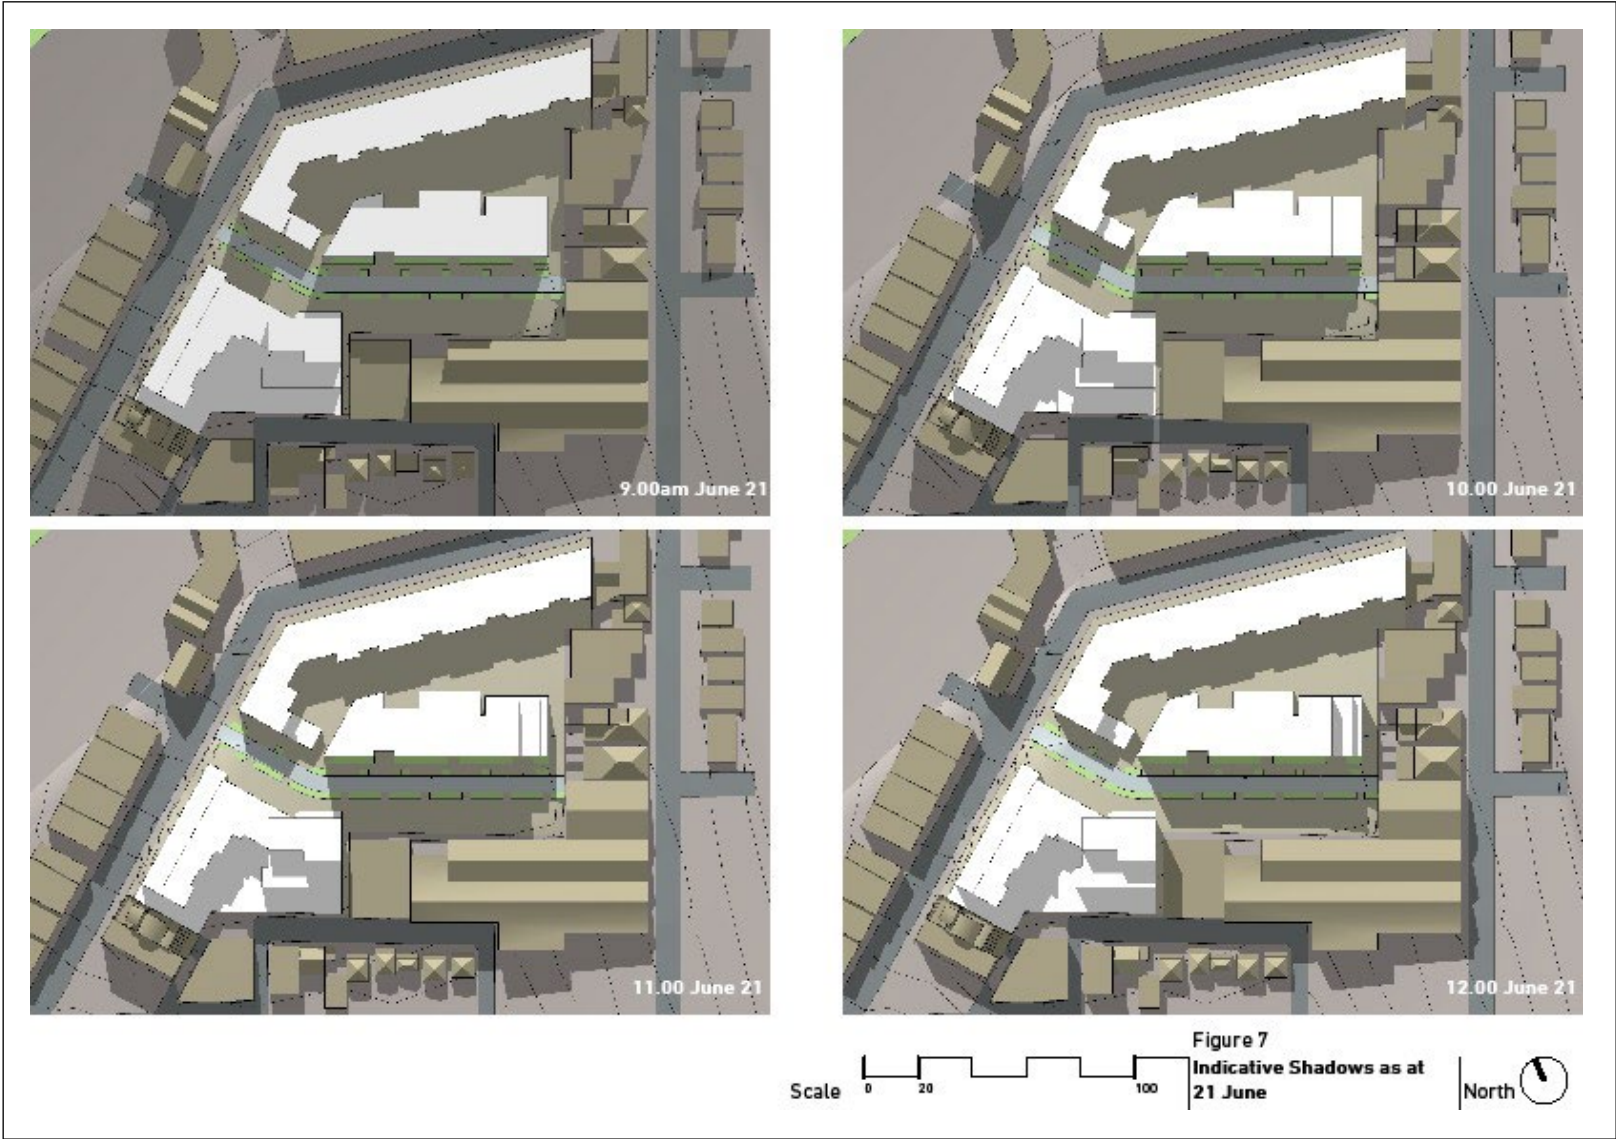 9.00am June 21
10.00 June 21
11.00 June 21
12.00 June 21
Figure 7
Indicative Shadows as at
21 June
Scale
0 20 100
North